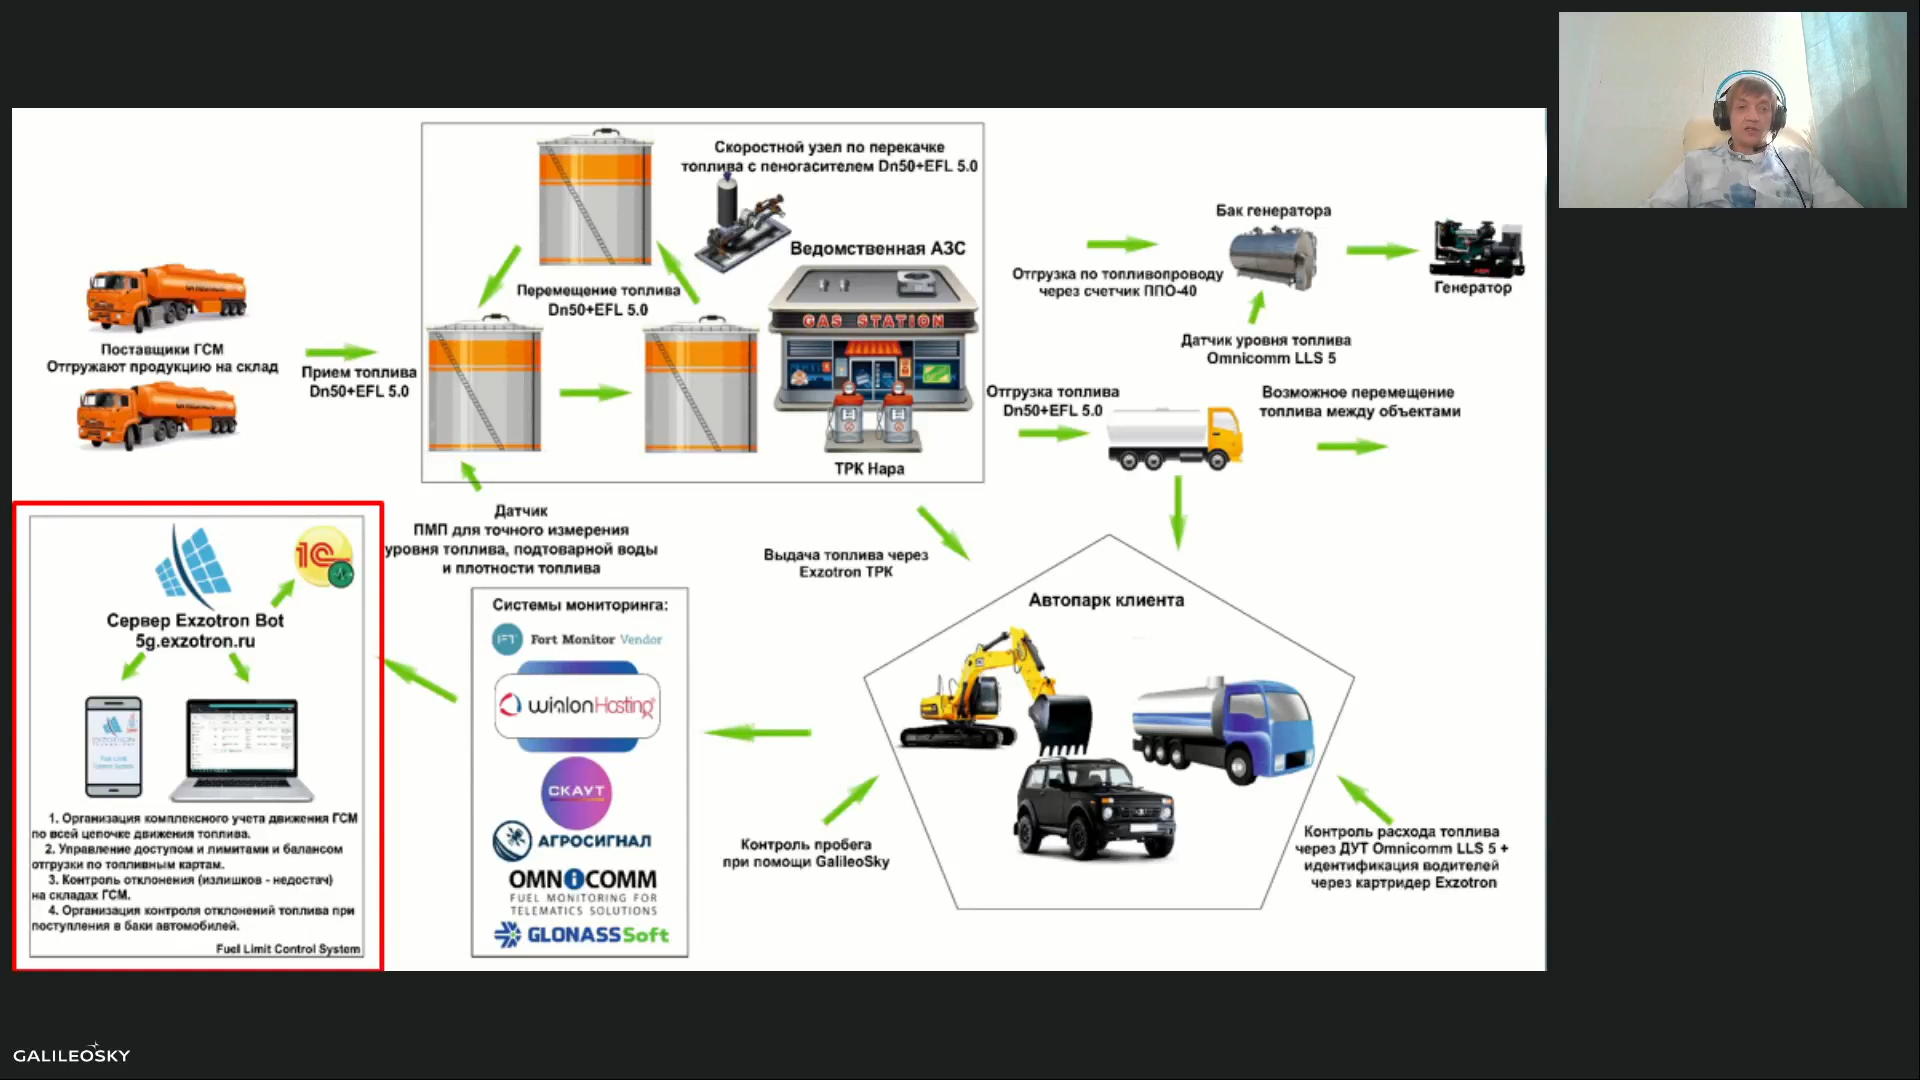 Скоростной узел по перекачке
топлива с пеногасителем Dn50+EFL 5.0
Ведомственная АЗС
GAS STATION
ТРК Нара
Перемещение топлива
Dn50+EFL 5.0
Поставщики ГСМ
Отгружают продукцию на склад
Прием топлива
Dn50+EFL 5.0
Бак генератора
Отгрузка по топливопроводу
через счетчик ППО-40
Генератор
Датчик уровня топлива
Omnicomm LLS 5
Отгрузка топлива
Dn50+EFL 5.0
Возможное перемещение
топлива между объектами
Датчик
ПМП для точного измерения
уровня топлива, подтоварной воды
и плотности топлива
Выдача топлива через
Exzotron ТРК
Автопарк клиента
1С
Сервер Exzotron Bot
5g.exzotron.ru
1. Организация комплексного учета движения ГСМ
по всей цепочке движения топлива.
2. Управление доступом и лимитами и балансом
отгрузки по топливным картам.
3. Контроль отклонения (излишков - недостач)
на складах ГСМ.
4. Организация контроля отклонений топлива при
поступления в баки автомобилей.
Fuel Limit Control System
Системы мониторинга:
FT Fort Monitor Vendor
wialon Hosting
СКАУТ
АГРОСИГНАЛ
OMNICOMM
FUEL MONITORING FOR
TELEMATICS SOLUTIONS
GLONASSSoft
Контроль пробега
при помощи GalileoSky
Контроль расхода топлива
через ДУТ Omnicomm LLS 5 +
идентификация водителей
через картридер Exzotron
GALILEOSKY